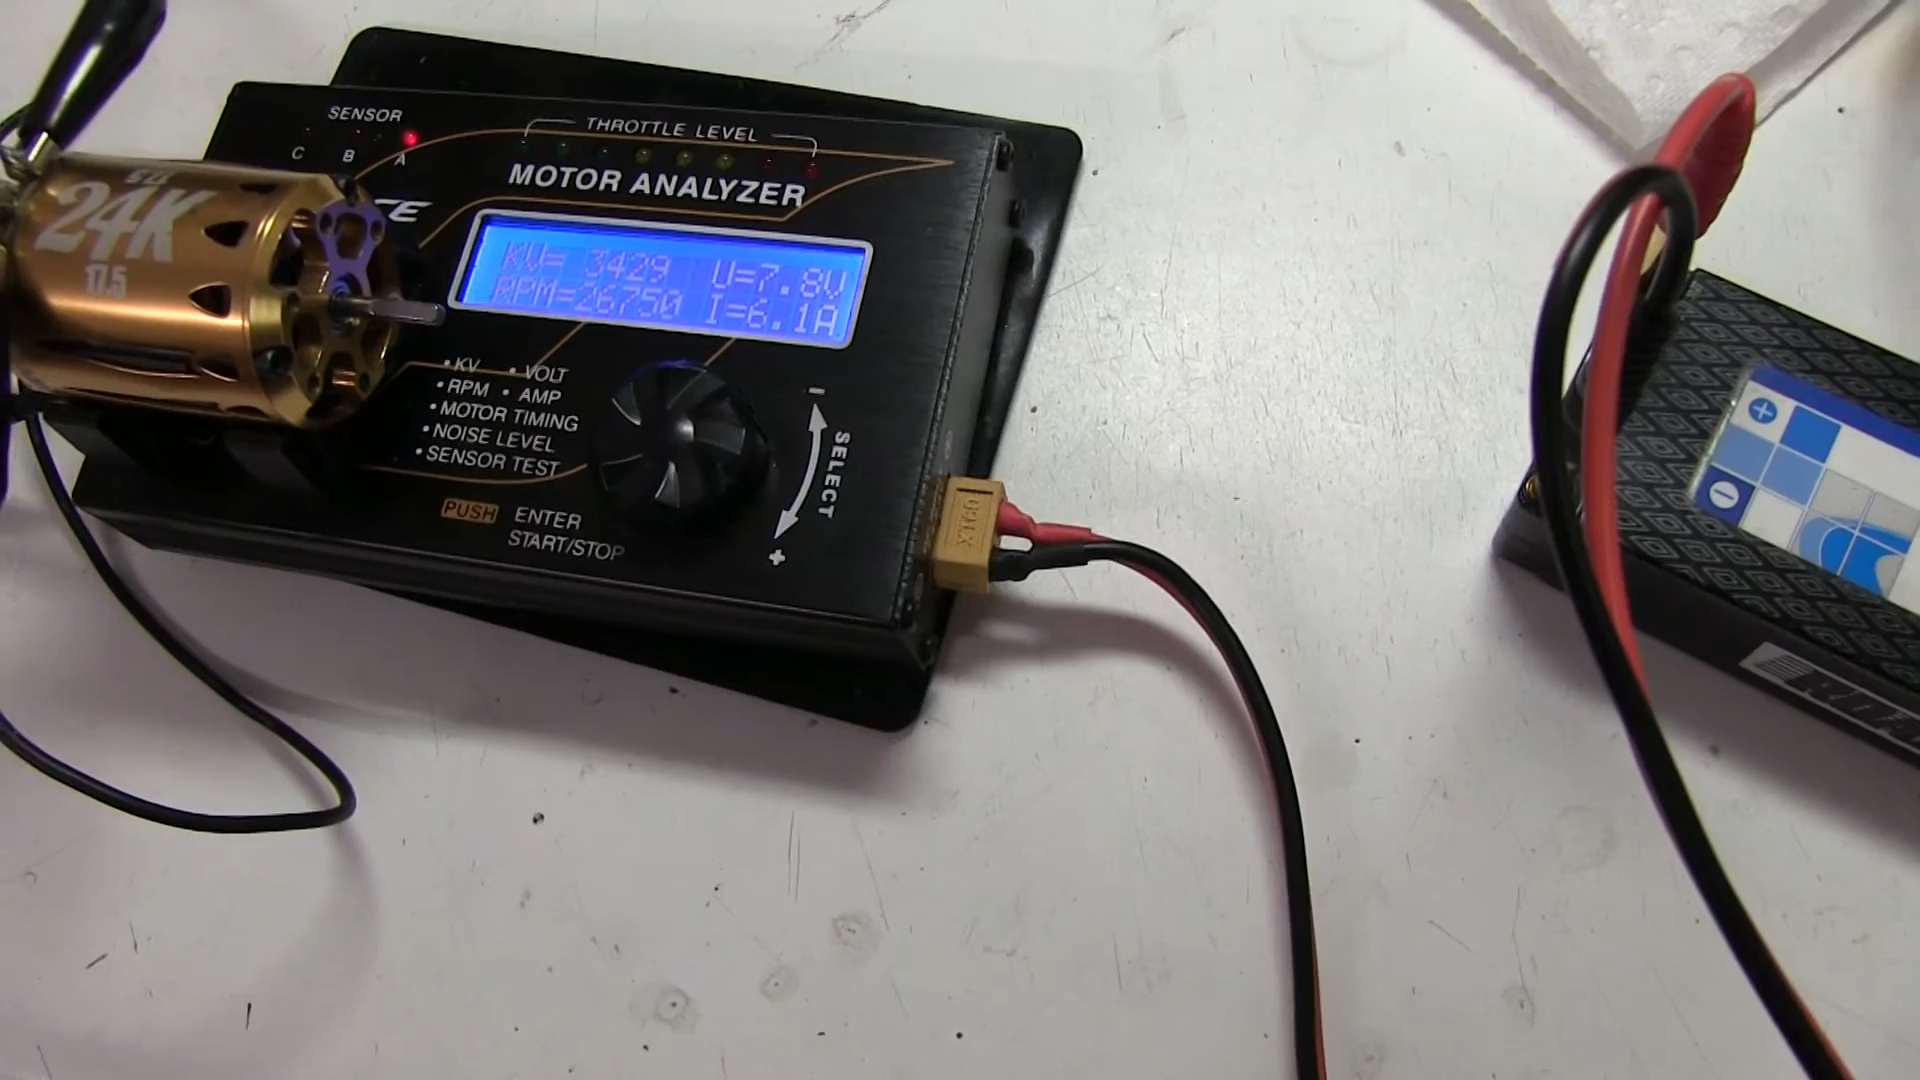 SENSOR
C B A
THROTTLE LEVEL
MOTOR ANALYZER
24K
17.5
KV= 3429 U=7.8V
RPM=26750 I=6.1A
• KV • VOLT
• RPM • AMP
• MOTOR TIMING
• NOISE LEVEL
• SENSOR TEST
PUSH ENTER
START/STOP
- SELECT +
XT60
+
-